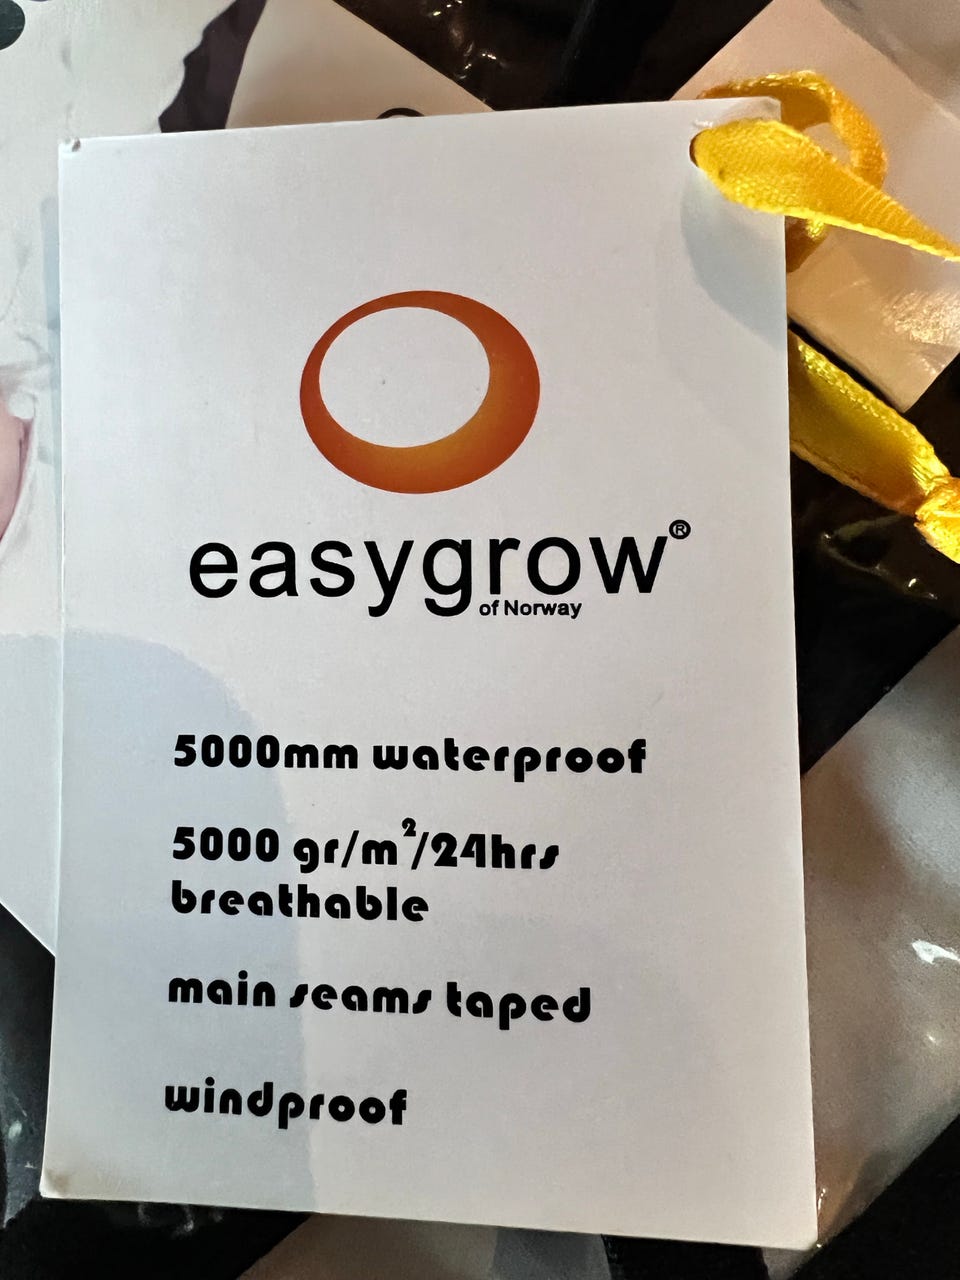 easygrow®
of Norway
5000mm waterproof
5000 gr/m²/24hrs
breathable
main seams taped
windproof